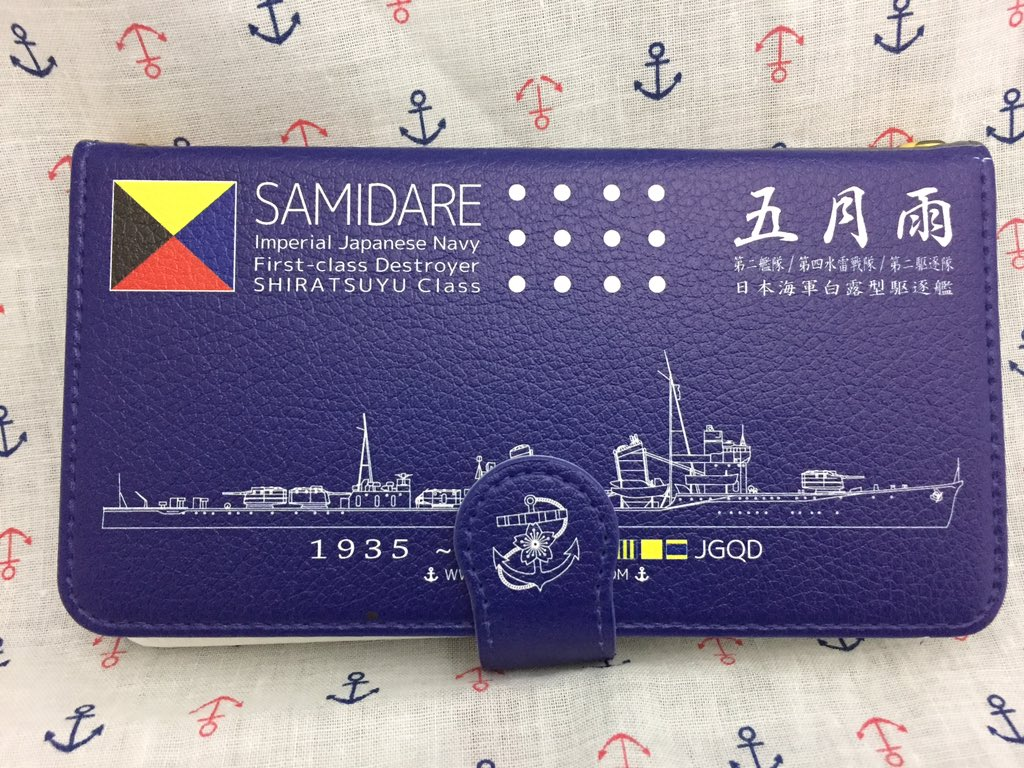 SAMIDARE
Imperial Japanese Navy
First-class Destroyer
SHIRATSUYU Class
五月雨
第二艦隊/第四水雷戦隊/第二駆逐隊
日本海軍白露型駆逐艦
1935 ~
JGQD